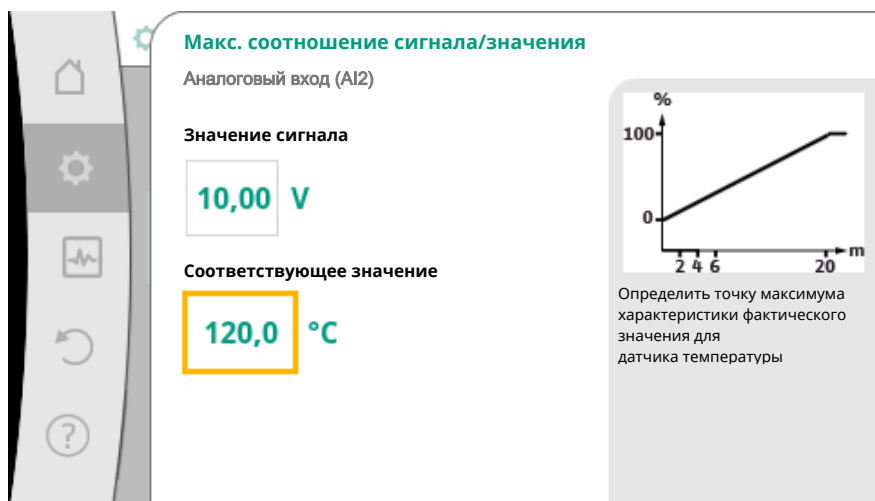 Макс. соотношение сигнала/значения
Аналоговый вход (AI2)
Значение сигнала
10,00 V
Соответствующее значение
120,0 °C
%
100
0
2 4 6 20 m
Определить точку максимума
характеристики фактического
значения для
датчика температуры
?